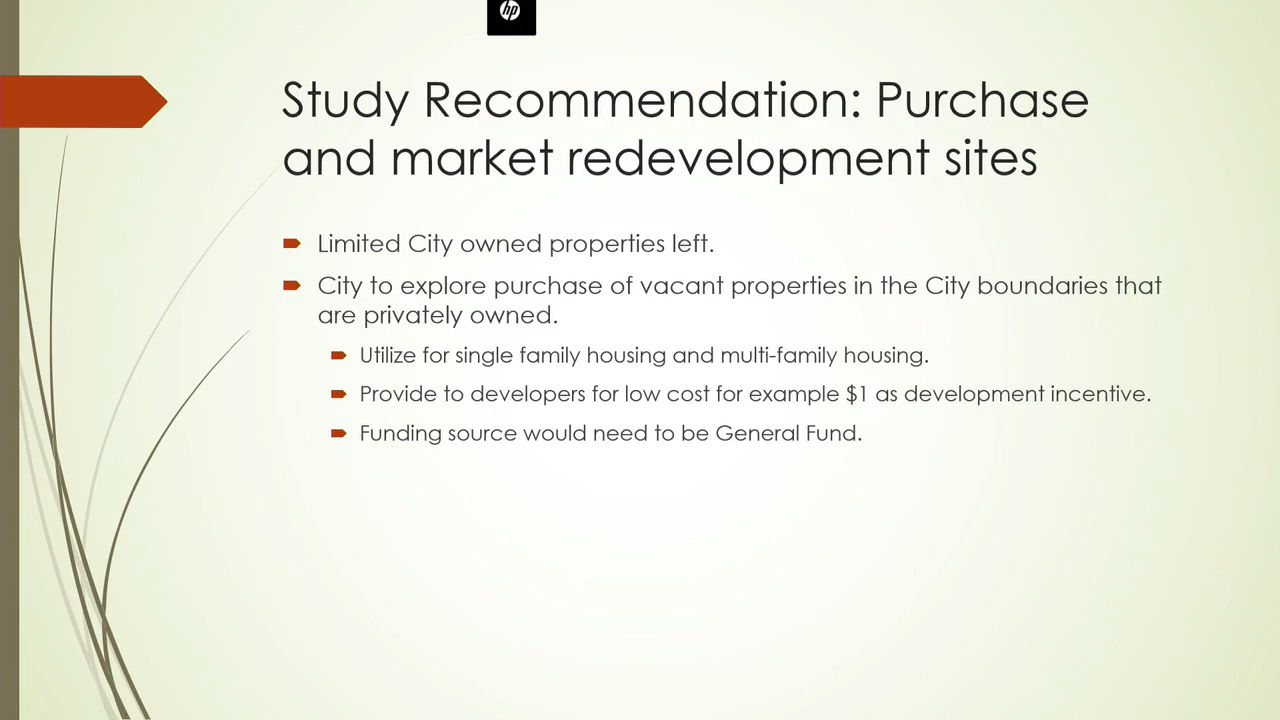 hp
Study Recommendation: Purchase
and market redevelopment sites
Limited City owned properties left.
City to explore purchase of vacant properties in the City boundaries that
are privately owned.
Utilize for single family housing and multi-family housing.
Provide to developers for low cost for example $1 as development incentive.
Funding source would need to be General Fund.